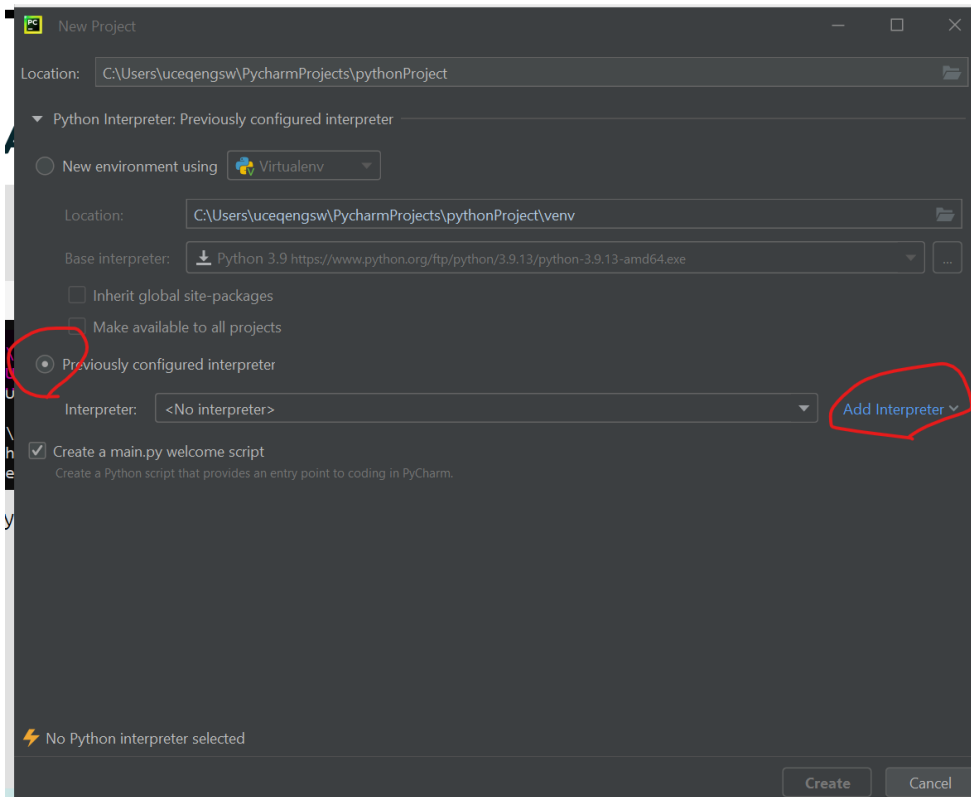 PC New Project
Location: C:\Users\uceqengsw\PycharmProjects\pythonProject
Python Interpreter: Previously configured interpreter
New environment using Virtualenv
Location: C:\Users\uceqengsw\PycharmProjects\pythonProject\venv
Base interpreter: Python 3.9 https://www.python.org/ftp/python/3.9.13/python-3.9.13-amd64.exe ...
Inherit global site-packages
Make available to all projects
Previously configured interpreter
Interpreter: <No interpreter> Add Interpreter
Create a main.py welcome script
Create a Python script that provides an entry point to coding in PyCharm.
No Python interpreter selected
Create Cancel